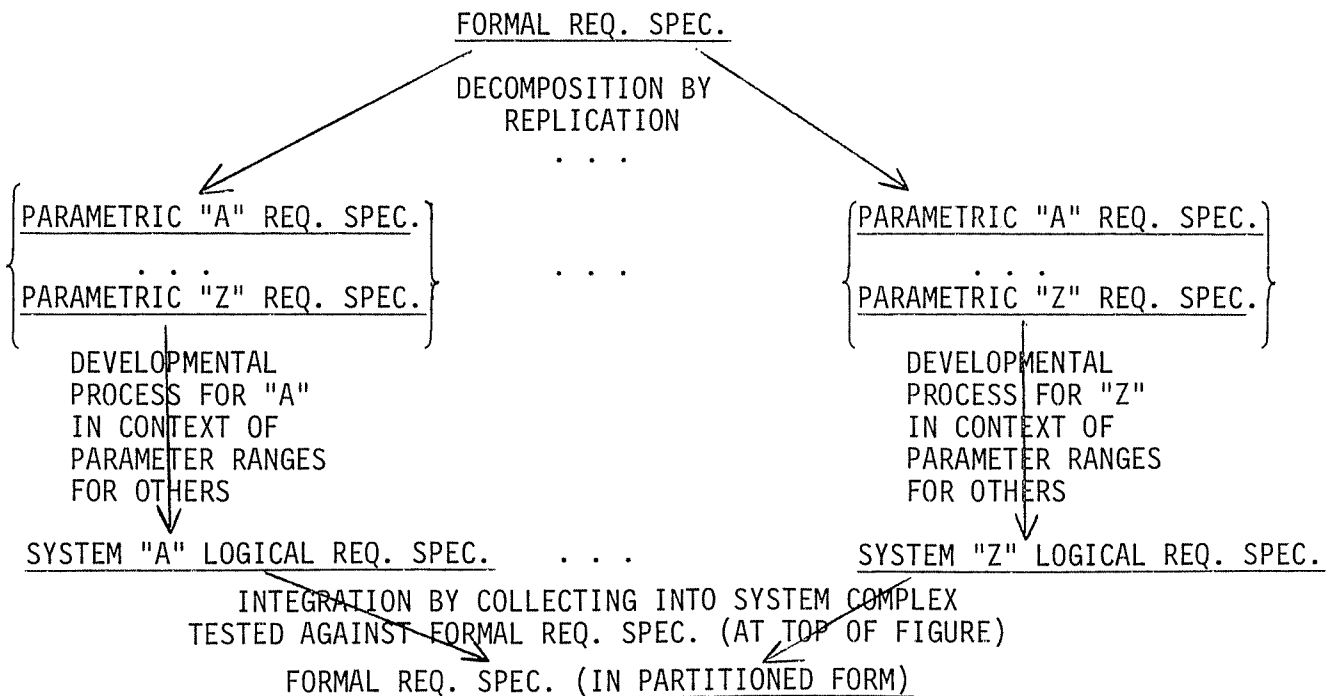 FORMAL REQ. SPEC.
DECOMPOSITION BY
REPLICATION
. . .
PARAMETRIC "A" REQ. SPEC.
. . .
PARAMETRIC "Z" REQ. SPEC.
. . .
PARAMETRIC "A" REQ. SPEC.
. . .
PARAMETRIC "Z" REQ. SPEC.
DEVELOPMENTAL
PROCESS FOR "A"
IN CONTEXT OF
PARAMETER RANGES
FOR OTHERS
DEVELOPMENTAL
PROCESS FOR "Z"
IN CONTEXT OF
PARAMETER RANGES
FOR OTHERS
SYSTEM "A" LOGICAL REQ. SPEC.
. . .
SYSTEM "Z" LOGICAL REQ. SPEC.
INTEGRATION BY COLLECTING INTO SYSTEM COMPLEX
TESTED AGAINST FORMAL REQ. SPEC. (AT TOP OF FIGURE)
FORMAL REQ. SPEC. (IN PARTITIONED FORM)